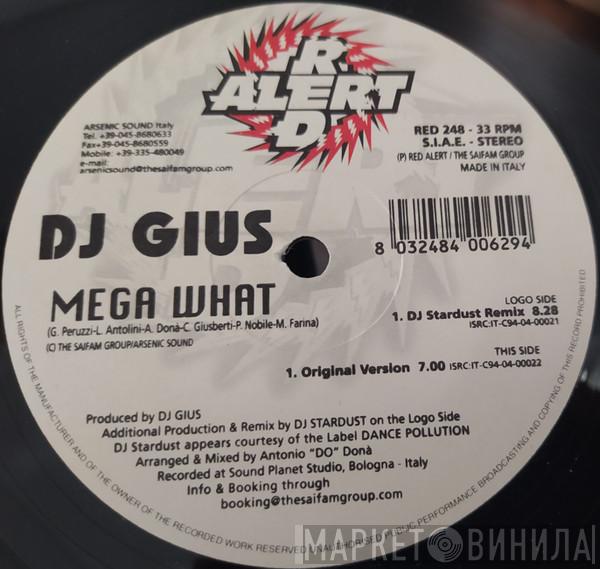 RED
ALERT
ARSENIC SOUND Italy
Tel. +39-045-8680633
Fax+39-045-8680559
Mobile: +39-335-480049
e-mail:
arsenicsound@thesaifamgroup.com
RED 248 - 33 RPM
S.I.A.E. - STEREO
(P) RED ALERT / THE SAIFAM GROUP
MADE IN ITALY
DJ GIUS
8 032484 006294
MEGA WHAT
(G. Peruzzi-L. Antolini-A. Donà-C. Giusberti-P. Nobile-M. Farina)
(C) THE SAIFAM GROUP/ARSENIC SOUND
LOGO SIDE
1. DJ Stardust Remix 8.28
ISRC:IT-C94-04-00021
THIS SIDE
1. Original Version 7.00 ISRC:IT-C94-04-00022
Produced by DJ GIUS
Additional Production & Remix by DJ STARDUST on the Logo Side
DJ Stardust appears courtesy of the Label DANCE POLLUTION
Arranged & Mixed by Antonio "DO" Donà
Recorded at Sound Planet Studio, Bologna - Italy
Info & Booking through
booking@thesaifamgroup.com
ALL RIGHTS OF THE MANUFACTURER AND OF THE OWNER OF THE RECORDED WORK RESERVED UNAUTHORISED PUBLIC PERFORMANCE BROADCASTING AND COPYING OF THIS RECORD PROHIBITED
МАРКЕТ ВИНИЛА